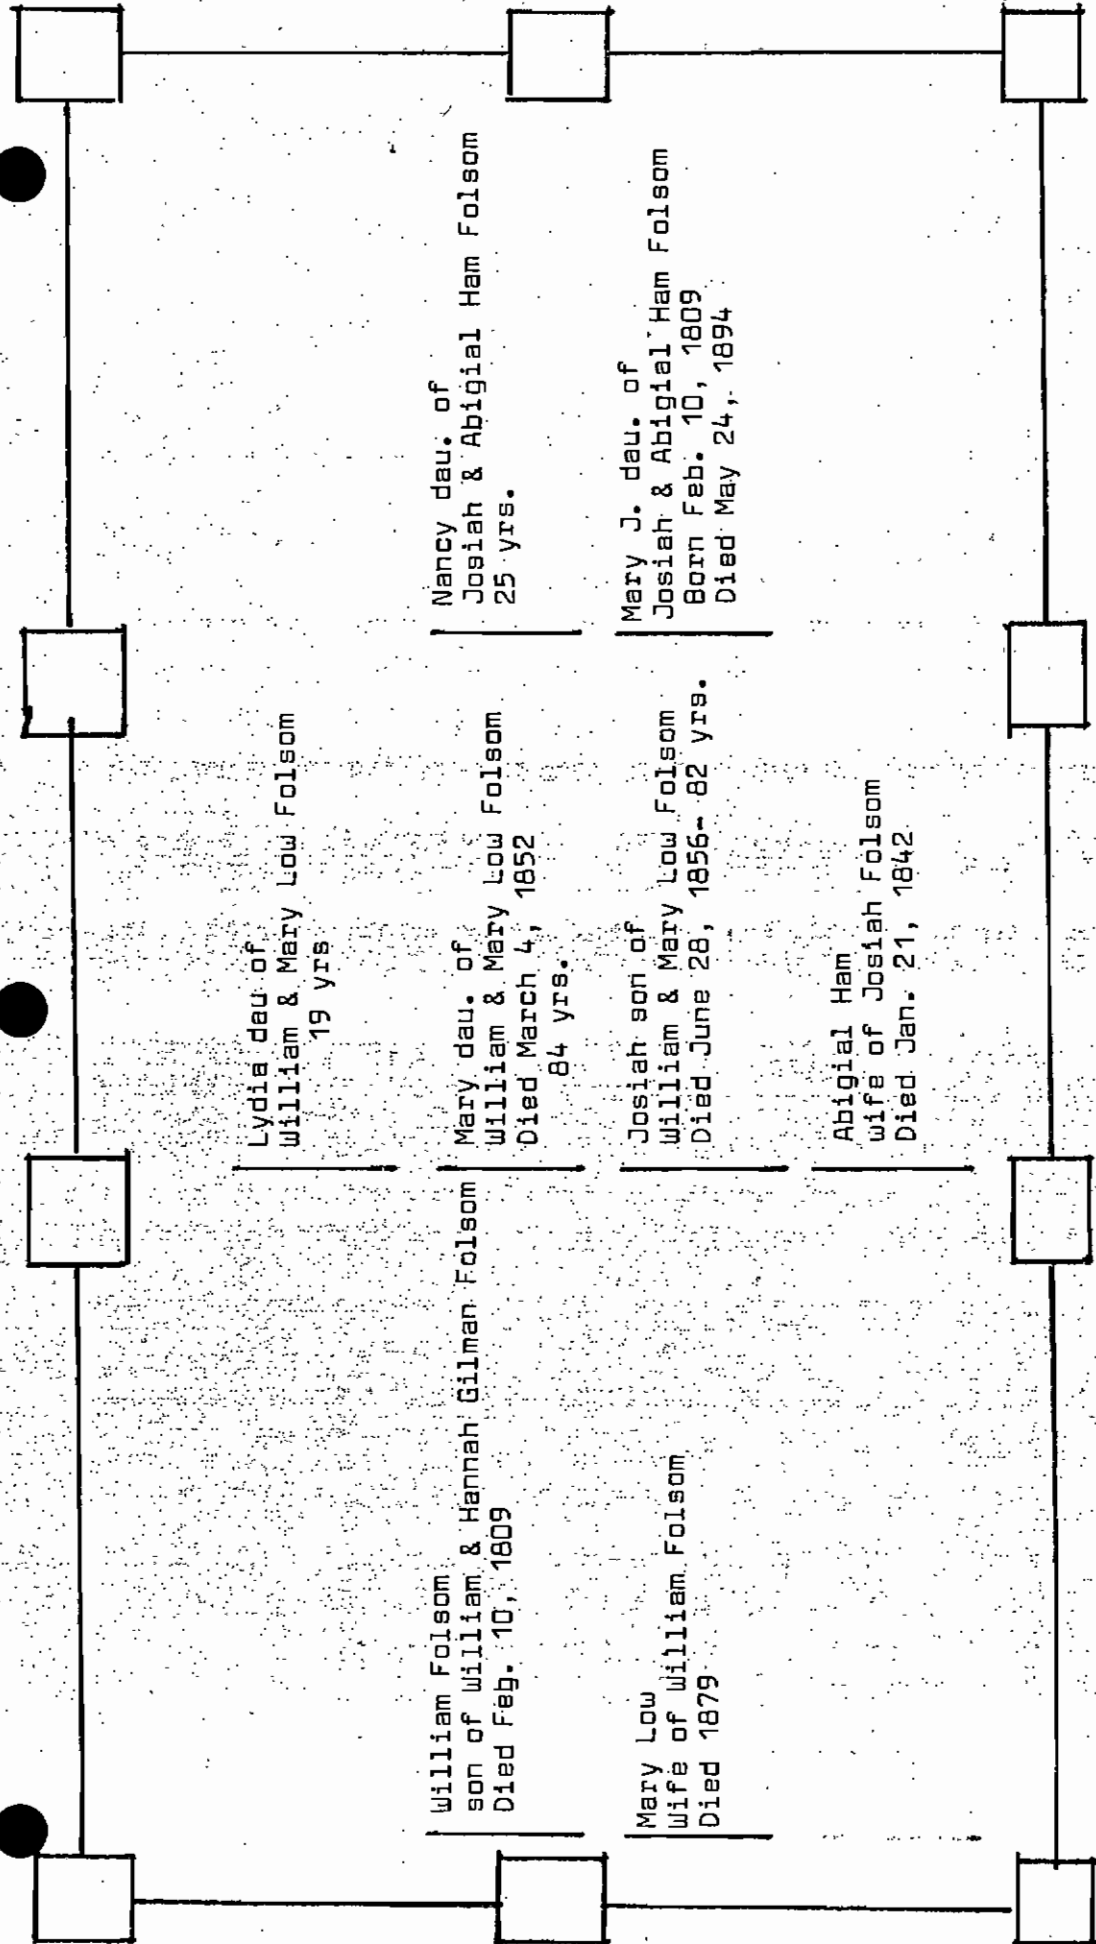 William Folsom
son of William & Hannah Gilman Folsom
Died Feb. 10, 1809
Mary Low
Wife of William Folsom
Died 1879
Lydia dau of
William & Mary Low Folsom
19 yrs
Mary dau. of
William & Mary Low Folsom
Died March 4, 1852
84 yrs.
Josiah son of
William & Mary Low Folsom
Died June 28, 1856- 82 yrs.
Abigial Ham
wife of Josiah Folsom
Died Jan. 21, 1842
Nancy dau. of
Josiah & Abigial Ham Folsom
25 yrs.
Mary J. dau. of
Josiah & Abigial Ham Folsom
Born Feb. 10, 1809
Died May 24, 1894